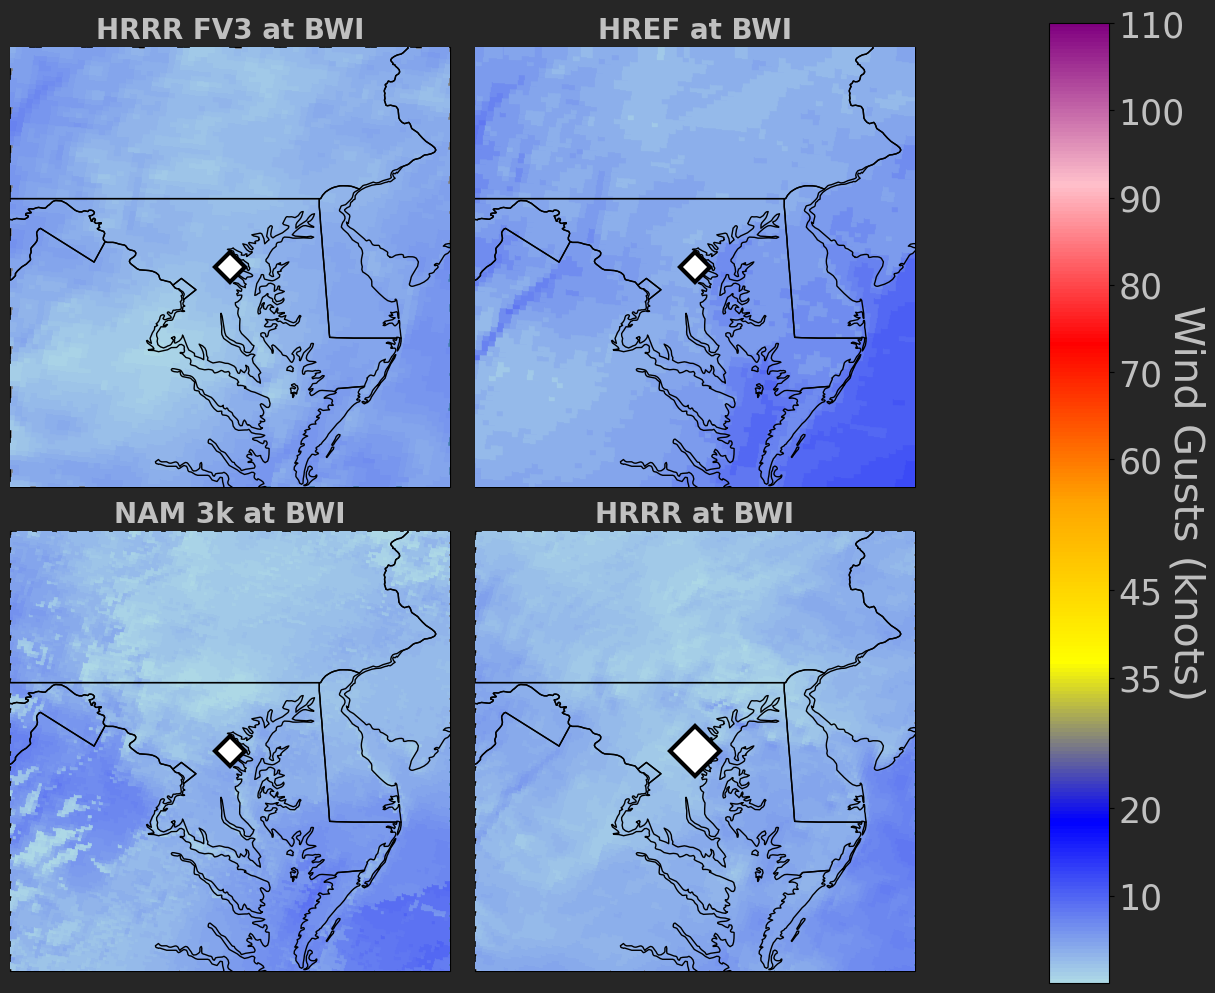 HRRR FV3 at BWI
HREF at BWI
NAM 3k at BWI
HRRR at BWI
110
100
90
80
70
60
45
35
20
10
Wind Gusts (knots)